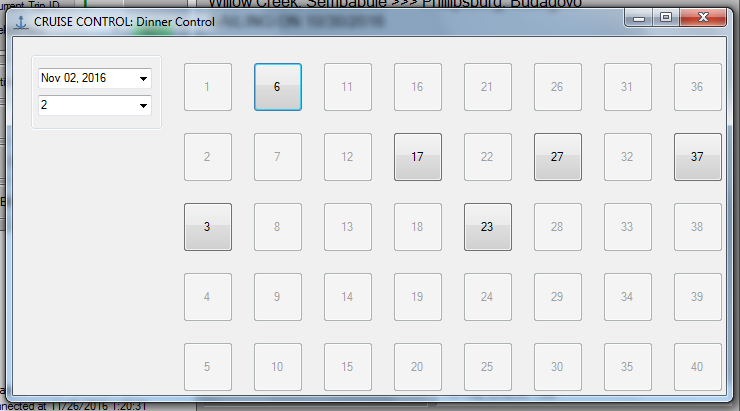 urrent Trip ID
Willow Creek, Sembabule >>> Phillipsburg, Budagovo
CRUISE CONTROL: Dinner Control
Nov 02, 2016
2
1 6 11 16 21 26 31 36
2 7 12 17 22 27 32 37
3 8 13 18 23 28 33 38
4 9 14 19 24 29 34 39
5 10 15 20 25 30 35 40
nnected at 11/26/2016 1:20:31